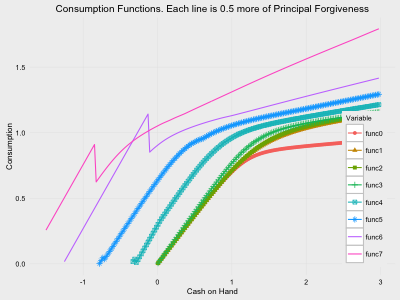 Consumption Functions. Each line is 0.5 more of Principal Forgiveness
1.5
1.0
0.5
0.0
Consumption
-1
0
1
2
3
Cash on Hand
Variable
func0
func1
func2
func3
func4
func5
func6
func7